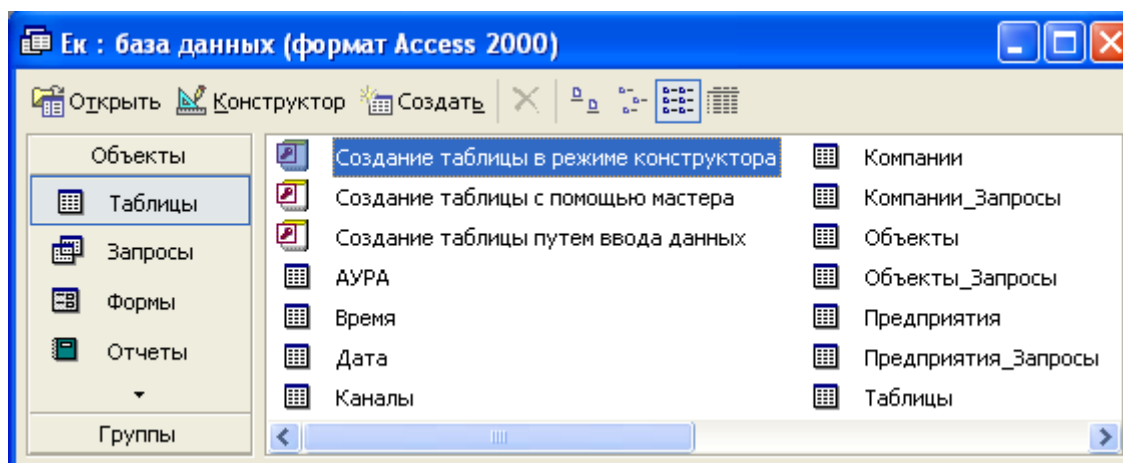 Ек : база данных (формат Access 2000)
Открыть Конструктор Создать
Объекты
Таблицы
Запросы
Формы
Отчеты
Группы
Создание таблицы в режиме конструктора
Создание таблицы с помощью мастера
Создание таблицы путем ввода данных
АУРА
Время
Дата
Каналы
Компании
Компании_Запросы
Объекты
Объекты_Запросы
Предприятия
Предприятия_Запросы
Таблицы